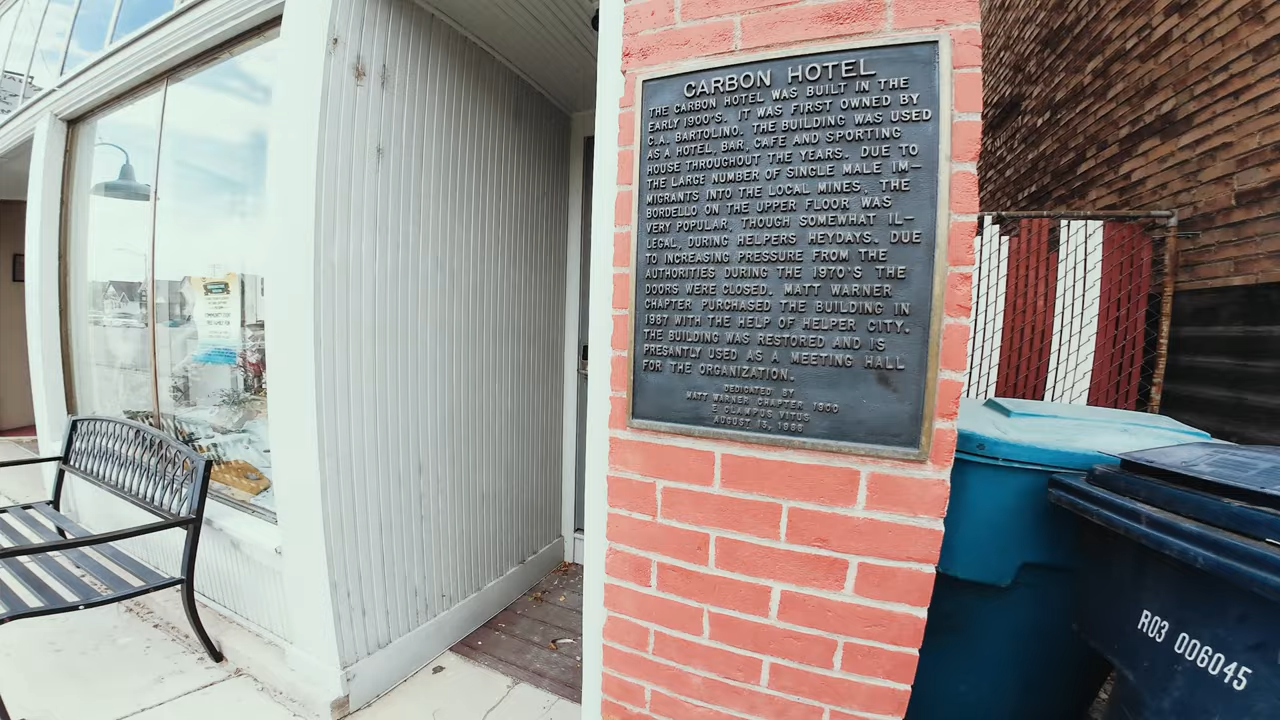 CARBON HOTEL
THE CARBON HOTEL WAS BUILT IN THE
EARLY 1900'S. IT WAS FIRST OWNED BY
C.A. BARTOLINO. THE BUILDING WAS USED
AS A HOTEL, BAR, CAFE AND SPORTING
HOUSE THROUGHOUT THE YEARS. DUE TO
THE LARGE NUMBER OF SINGLE MALE IM-
MIGRANTS INTO THE LOCAL MINES, THE
BORDELLO ON THE UPPER FLOOR WAS
VERY POPULAR, THOUGH SOMEWHAT IL-
LEGAL, DURING HELPERS HEYDAYS. DUE
TO INCREASING PRESSURE FROM THE
AUTHORITIES DURING THE 1970'S THE
DOORS WERE CLOSED. MATT WARNER
CHAPTER PURCHASED THE BUILDING IN
1987 WITH THE HELP OF HELPER CITY.
THE BUILDING WAS RESTORED AND IS
PRESANTLY USED AS A MEETING HALL
FOR THE ORGANIZATION.
DEDICATED BY
MATT WARNER CHAPTER 1900
E CLAMPUS VITUS
AUGUST 13, 1988
R03 006045